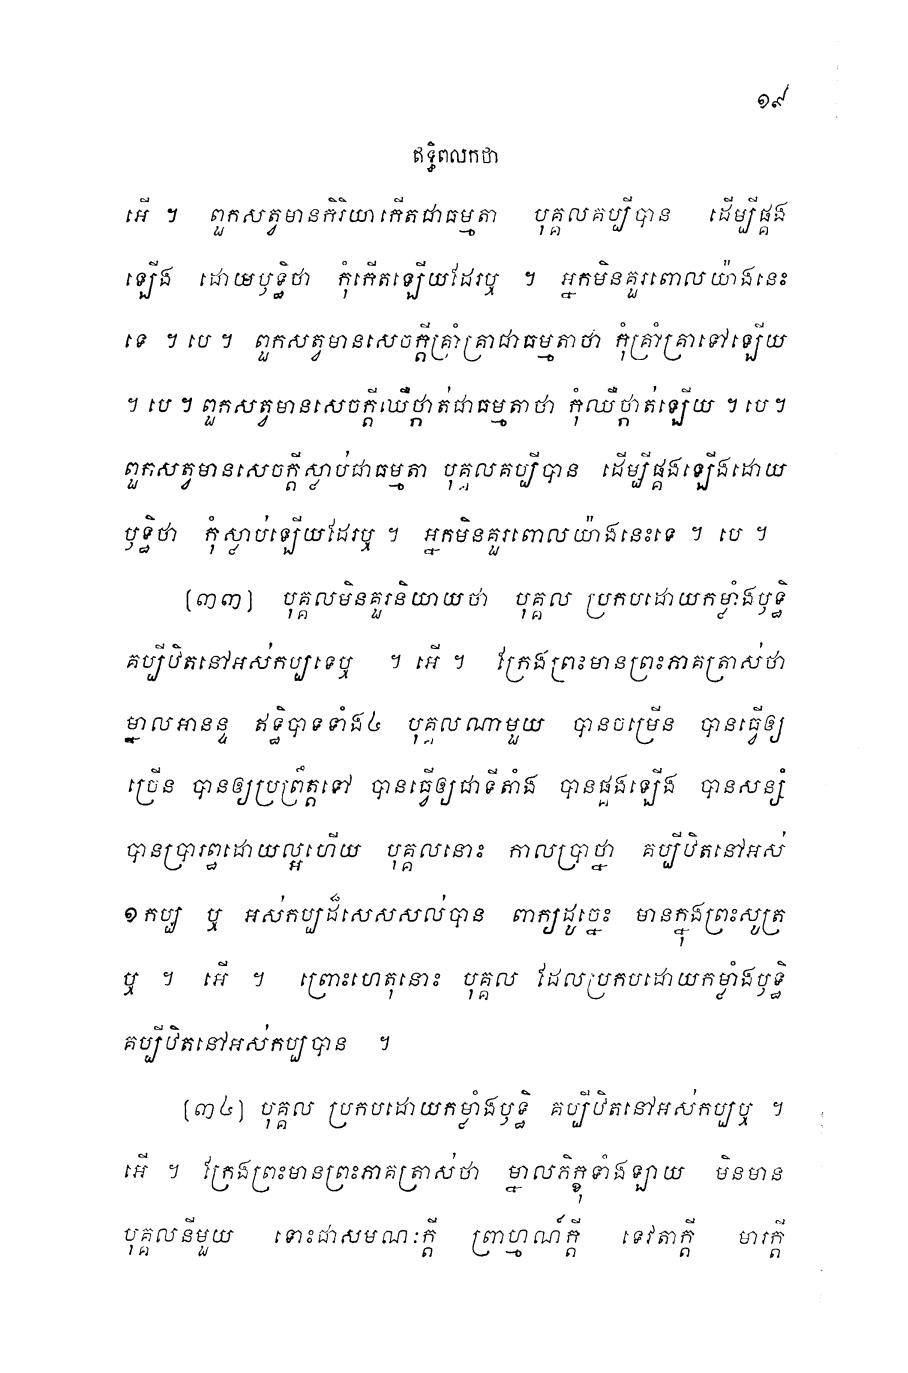 ១៩
ឥទ្ធិពលកថា
អើ ។ ពួកសត្វមានកិរិយាកើតជាធម្មតា បុគ្គលគប្បីបាន ដើម្បីផ្គង
ឡើង ដោយឫទ្ធិថា កុំកើតឡើយដែរឬ ។ អ្នកមិនគួរពោលយ៉ាងនេះ
ទេ ។ បេ ។ ពួកសត្វមានសេចក្តីគ្រាំគ្រាជាធម្មតាថា កុំគ្រាំគ្រាទៅឡើយ
។ បេ ។ ពួកសត្វមានសេចក្តីឈឺថ្កាត់ជាធម្មតាថា កុំឈឺថ្កាត់ឡើយ ។ បេ ។
ពួកសត្វមានសេចក្តីស្លាប់ជាធម្មតា បុគ្គលគប្បីបាន ដើម្បីផ្គងឡើងដោយ
ឫទ្ធិថា កុំស្លាប់ឡើយដែរឬ ។ អ្នកមិនគួរពោលយ៉ាងនេះទេ ។ បេ ។
(៣៣) បុគ្គលមិនគួរនិយាយថា បុគ្គល ប្រកបដោយកម្លាំងឫទ្ធិ
គប្បីឋិតនៅអស់កប្បទេឬ ។ អើ ។ ក្រែងព្រះមានព្រះភាគត្រាស់ថា
ម្នាលអានន្ទ ឥទ្ធិបាទទាំង៤ បុគ្គលណាមួយ បានចម្រើន បានធ្វើឲ្យ
ច្រើន បានឲ្យប្រព្រឹត្តទៅ បានធ្វើឲ្យជាទីតាំង បានផ្គងឡើង បានសន្សំ
បានប្រារព្ធដោយល្អហើយ បុគ្គលនោះ កាលប្រាថ្នា គប្បីឋិតនៅអស់
១កប្ប ឬ អស់កប្បដ៏សេសសល់បាន ពាក្យដូច្នេះ មានក្នុងព្រះសូត្រ
ឬ ។ អើ ។ ព្រោះហេតុនោះ បុគ្គល ដែលប្រកបដោយកម្លាំងឫទ្ធិ
គប្បីឋិតនៅអស់កប្បបាន ។
(៣៤) បុគ្គល ប្រកបដោយកម្លាំងឫទ្ធិ គប្បីឋិតនៅអស់កប្បឬ ។
អើ ។ ក្រែងព្រះមានព្រះភាគត្រាស់ថា ម្នាលភិក្ខុទាំងឡាយ មិនមាន
បុគ្គលនីមួយ ទោះជាសមណៈក្តី ព្រាហ្មណ៍ក្តី ទេវតាក្តី មារក្តី